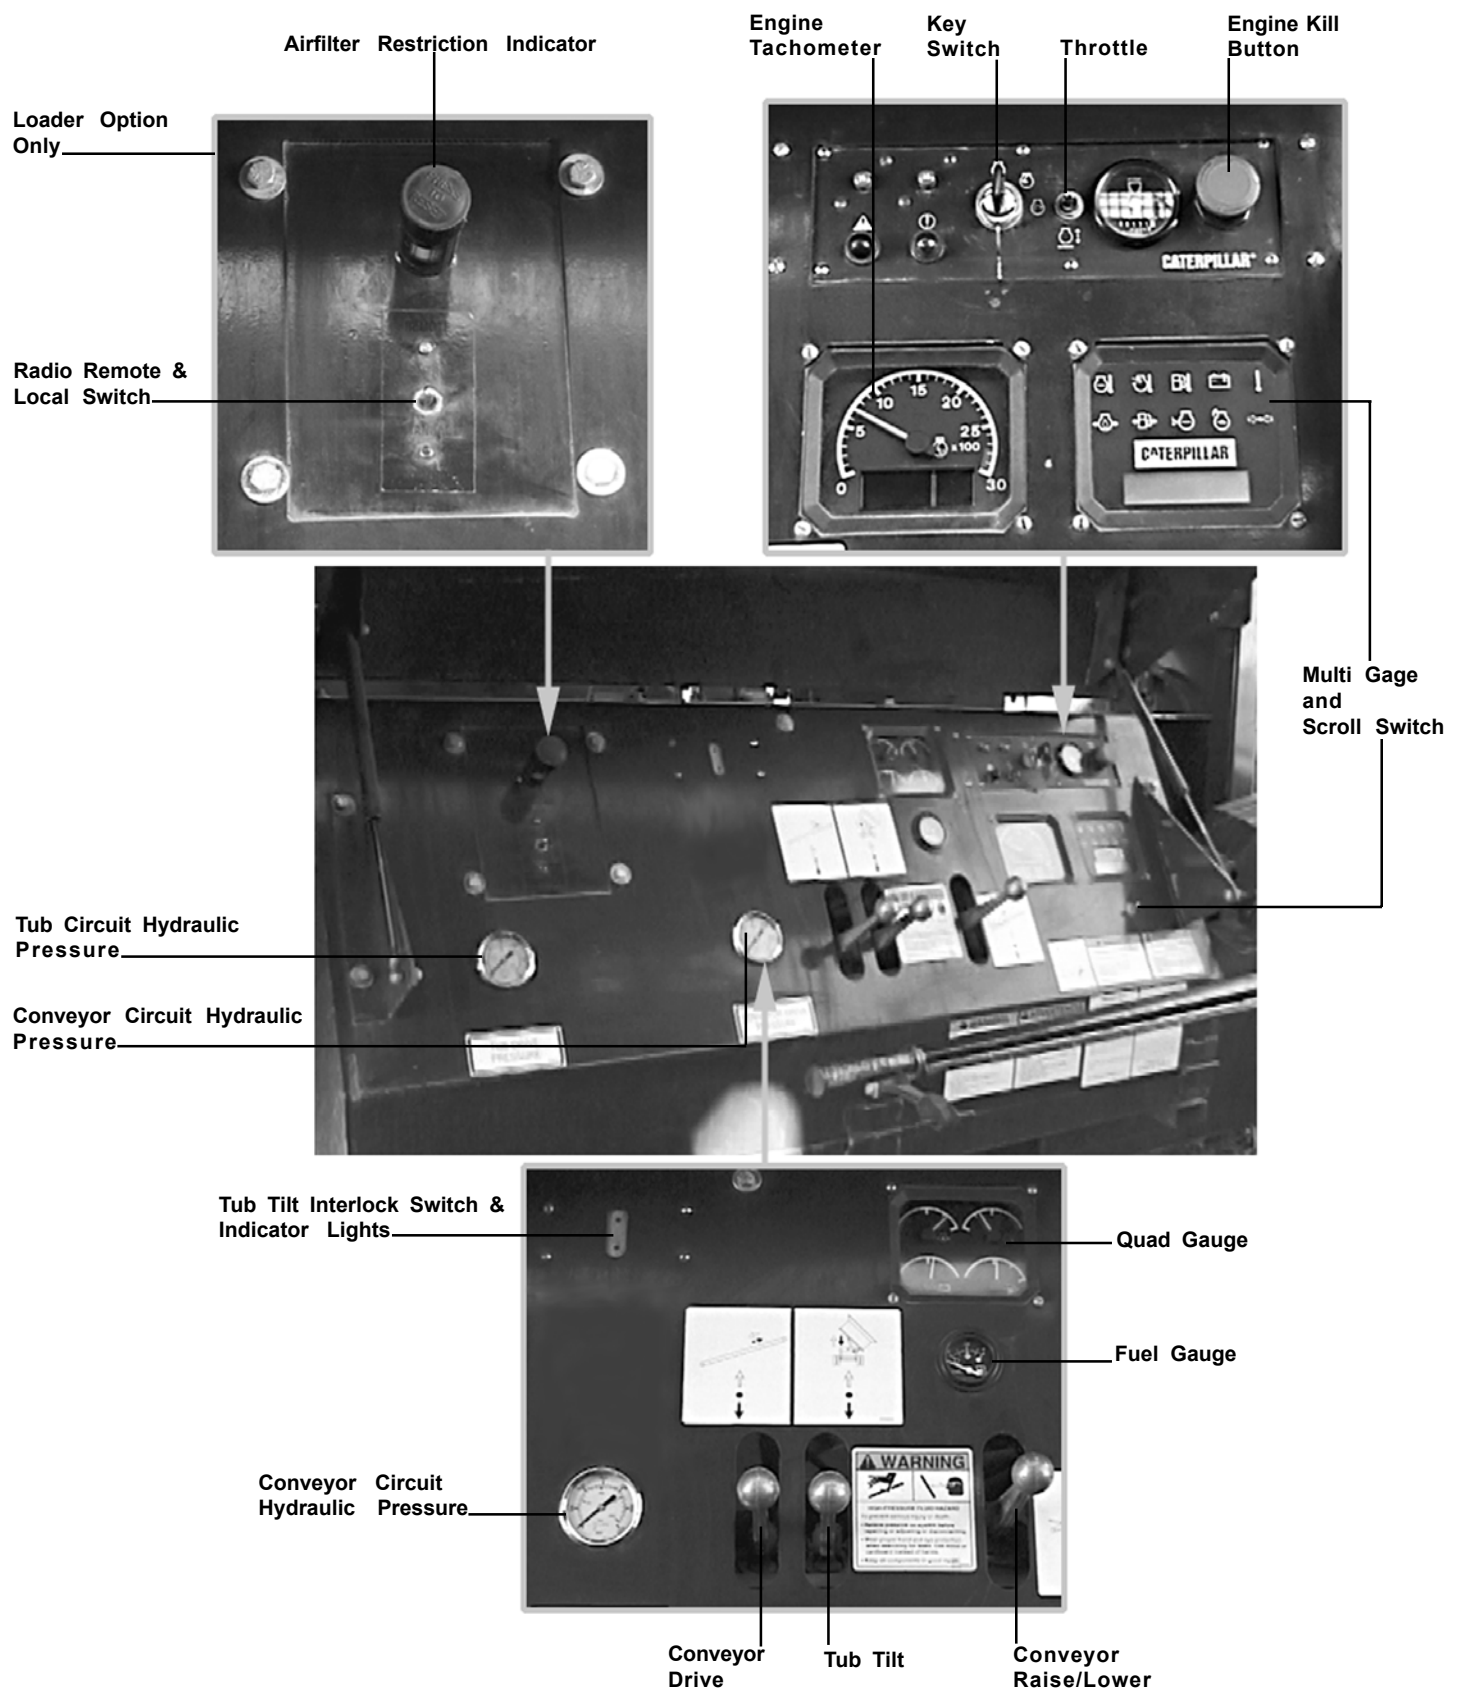 Airfilter Restriction Indicator
Engine
Tachometer
Key
Switch
Throttle
Engine Kill
Button
Loader Option
Only
CATERPILLAR
Radio Remote &
Local Switch
0
5
10
15
20
25
30
x100
CATERPILLAR
Multi Gage
and
Scroll Switch
Tub Circuit Hydraulic
Pressure
Conveyor Circuit Hydraulic
Pressure
PRESSURE
Tub Tilt Interlock Switch &
Indicator Lights
Quad Gauge
Fuel Gauge
WARNING
Conveyor Circuit
Hydraulic Pressure
Conveyor
Drive
Tub Tilt
Conveyor
Raise/Lower